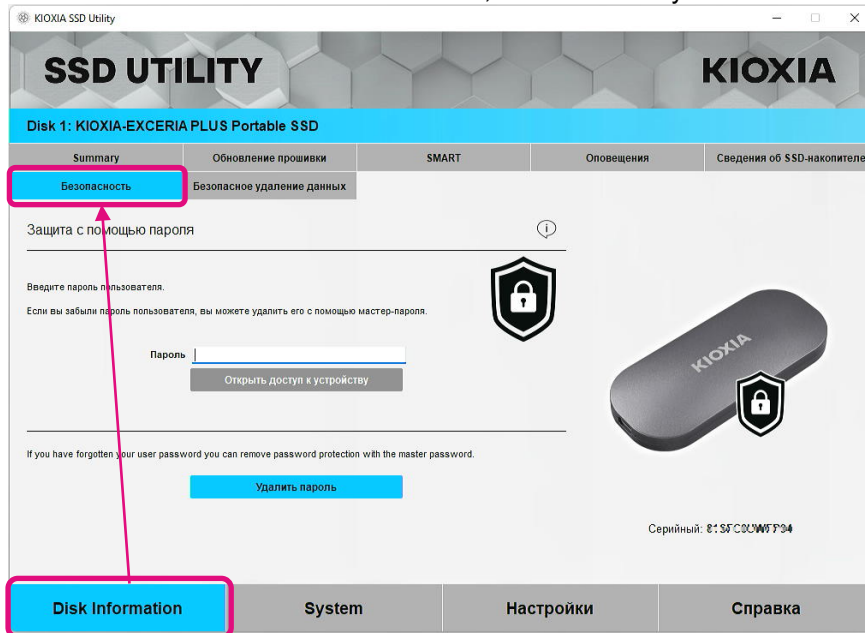 KIOXIA SSD Utility
SSD UTILITY
KIOXIA
Disk 1: KIOXIA-EXCERIA PLUS Portable SSD
Summary
Обновление прошивки
SMART
Оповещения
Сведения об SSD-накопителе
Безопасность
Безопасное удаление данных
Защита с помощью пароля
Введите пароль пользователя.
Если вы забыли пароль пользователя, вы можете удалить его с помощью мастер-пароля.
Пароль
Открыть доступ к устройству
If you have forgotten your user password you can remove password protection with the master password.
Удалить пароль
KIOXIA
Серийный:
Disk Information
System
Настройки
Справка